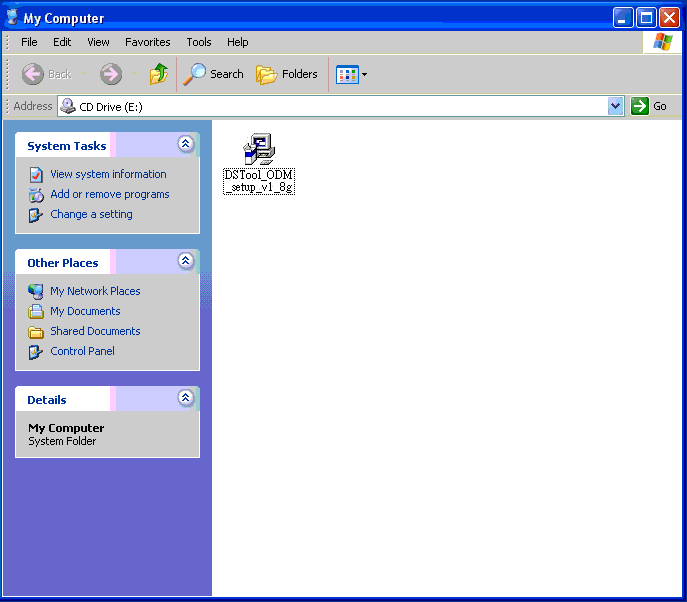 My Computer
File Edit View Favorites Tools Help
Back Search Folders
Address CD Drive (E:) Go
System Tasks
View system information
Add or remove programs
Change a setting
Other Places
My Network Places
My Documents
Shared Documents
Control Panel
Details
My Computer
System Folder
DSTool_ODM
_setup_v1_8g